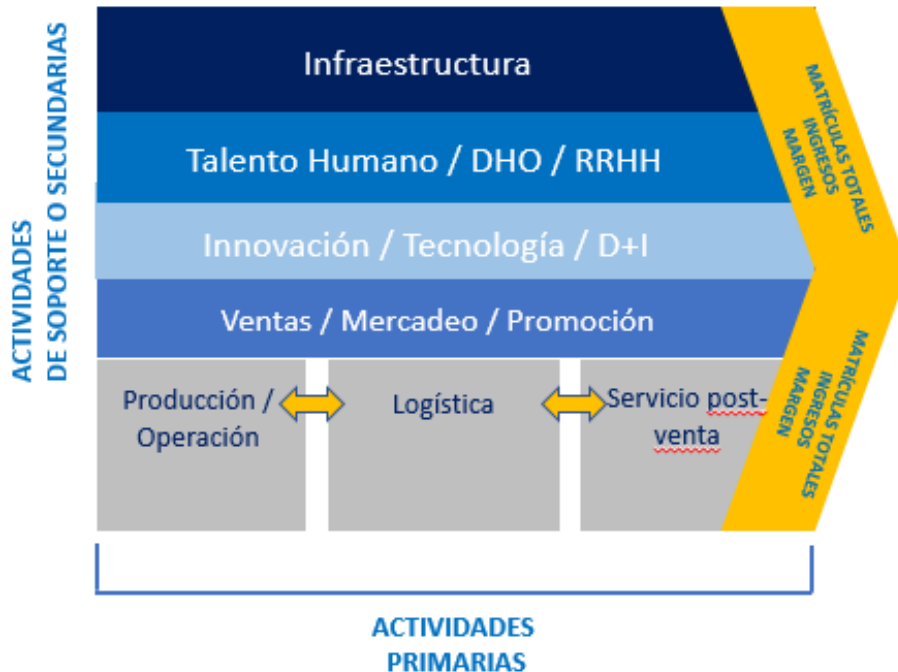 ACTIVIDADES
DE SOPORTE O SECUNDARIAS
Infraestructura
Talento Humano / DHO / RRHH
Innovación / Tecnología / D+I
Ventas / Mercadeo / Promoción
Producción /
Operación
Logística
Servicio post-
venta
MATRÍCULAS TOTALES
INGRESOS
MARGEN
MATRÍCULAS TOTALES
INGRESOS
MARGEN
ACTIVIDADES
PRIMARIAS